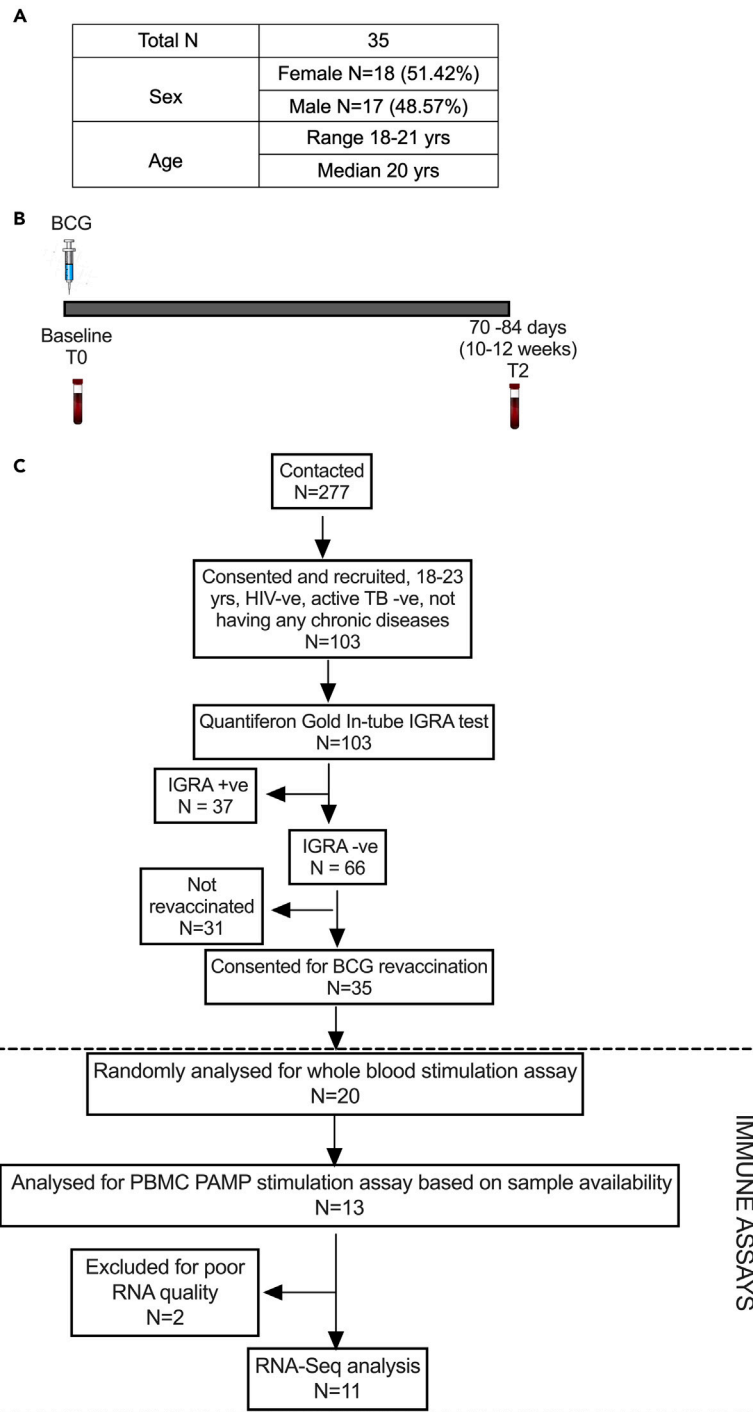 A
Total N 35
Sex
Female N=18 (51.42%)
Male N=17 (48.57%)
Age
Range 18-21 yrs
Median 20 yrs
B
BCG
Baseline
T0
70 -84 days
(10-12 weeks)
T2
C
Contacted
N=277
Consented and recruited, 18-23
yrs, HIV-ve, active TB -ve, not
having any chronic diseases
N=103
Quantiferon Gold In-tube IGRA test
N=103
IGRA +ve
N = 37
IGRA -ve
N = 66
Not
revaccinated
N=31
Consented for BCG revaccination
N=35
Randomly analysed for whole blood stimulation assay
N=20
Analysed for PBMC PAMP stimulation assay based on sample availability
N=13
Excluded for poor
RNA quality
N=2
RNA-Seq analysis
N=11
IMMUNE ASSAYS